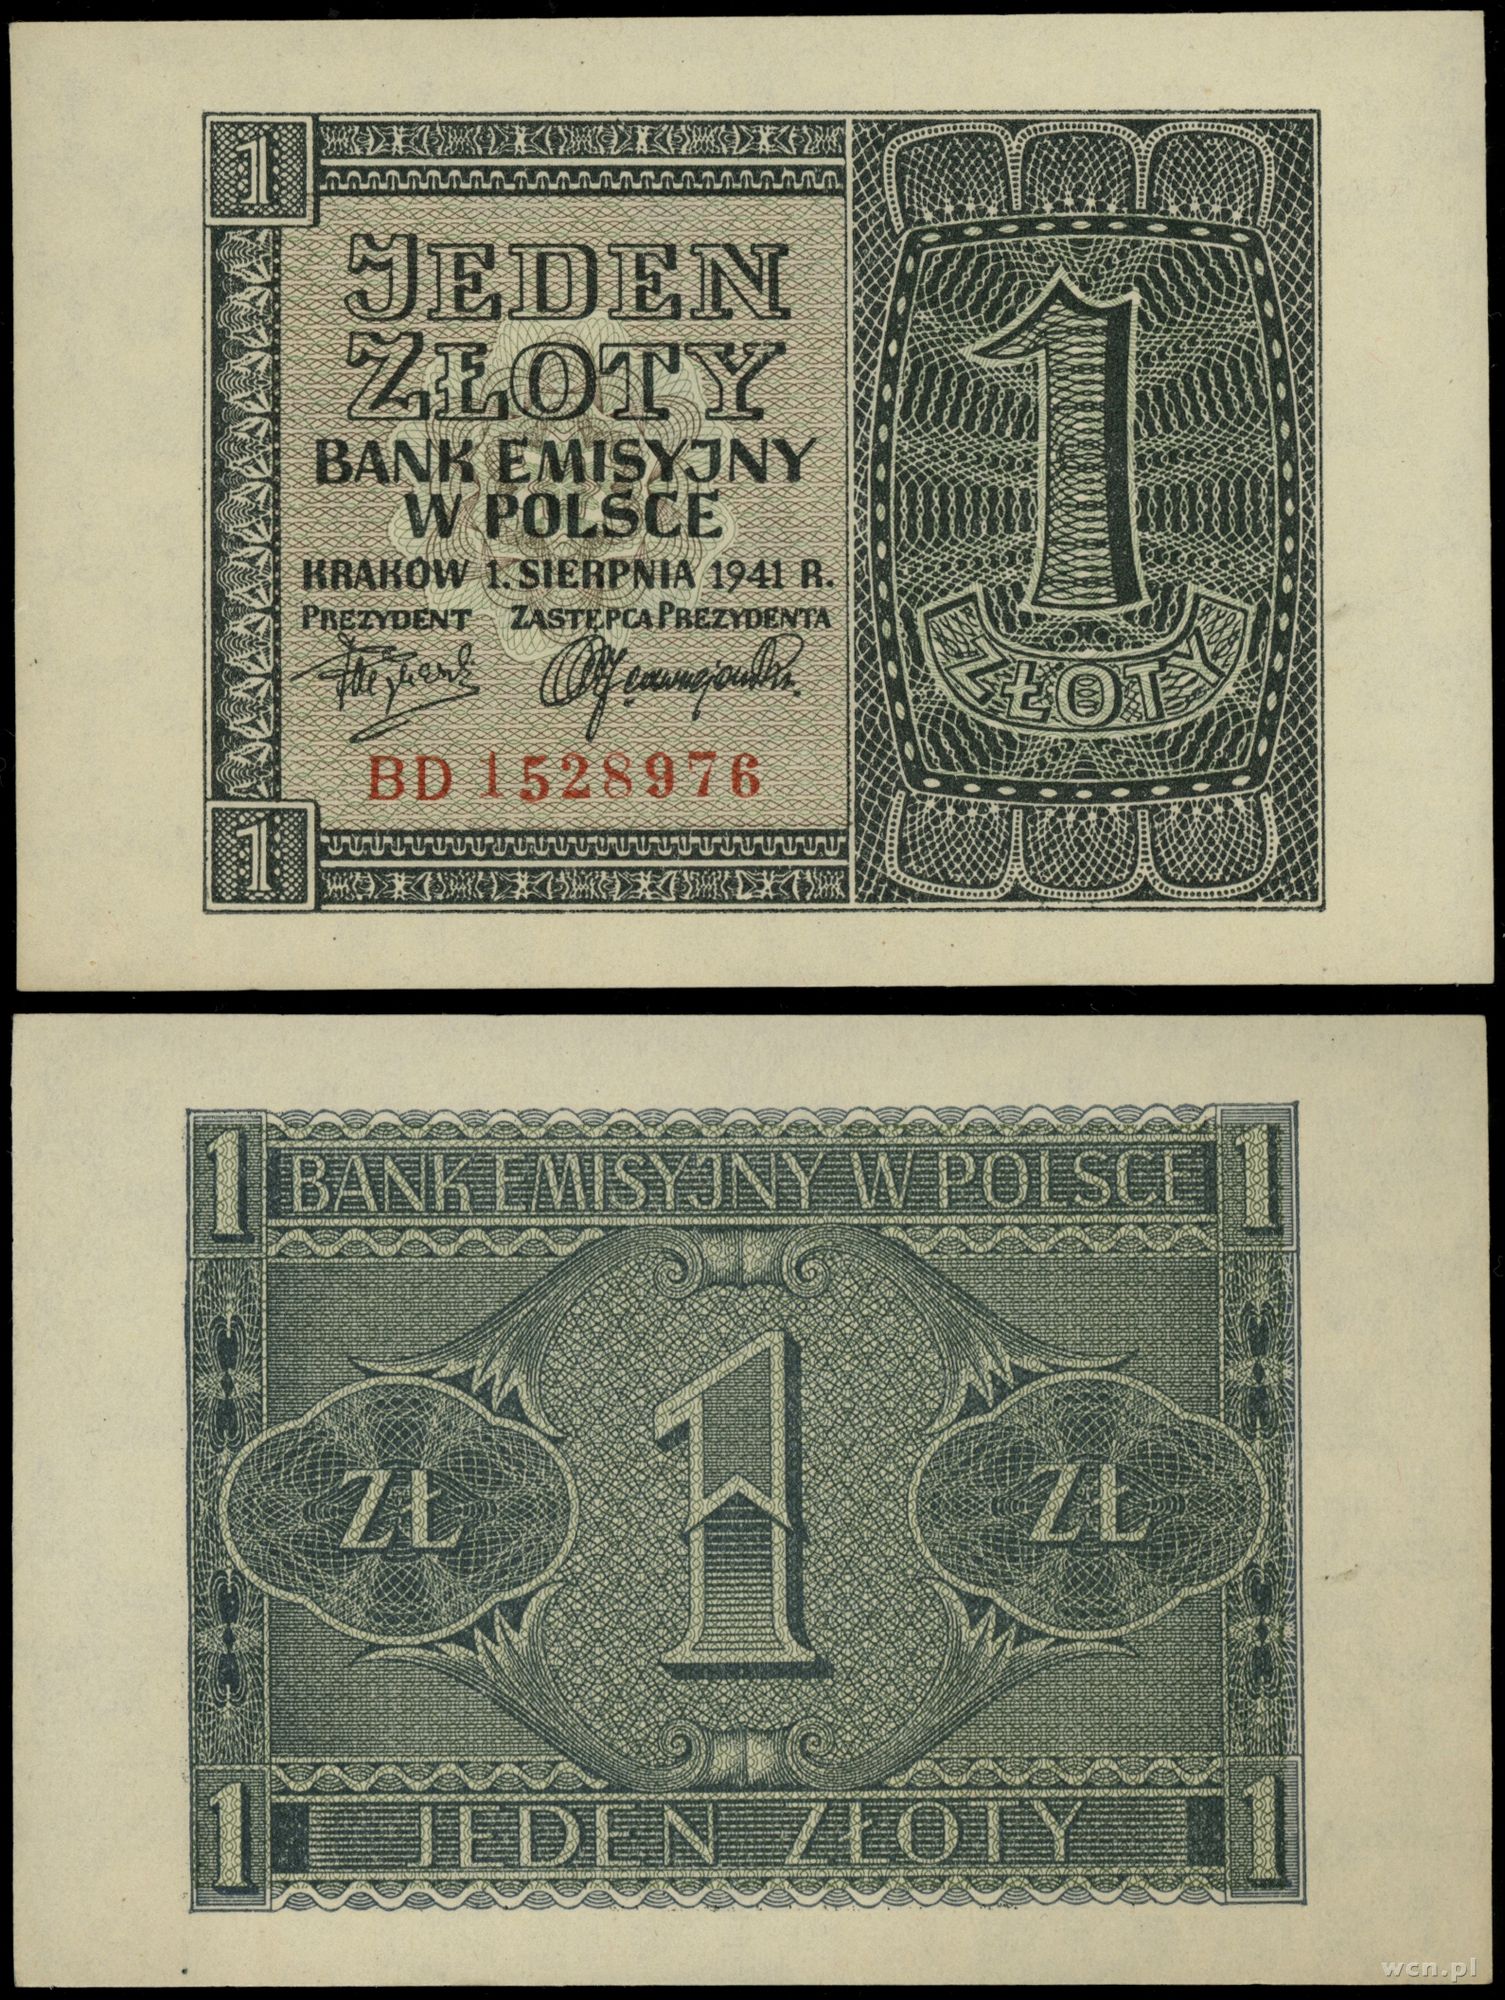 1
JEDEN
ZŁOTY
BANK EMISYJNY
W POLSCE
KRAKÓW 1. SIERPNIA 1941 R.
PREZYDENT ZASTĘPCA PREZYDENTA
BD 1528976
1
1
ZŁOTY
1 BANK EMISYJNY W POLSCE 1
ZŁ 1 ZŁ
1 JEDEN ZŁOTY 1
wcn.pl